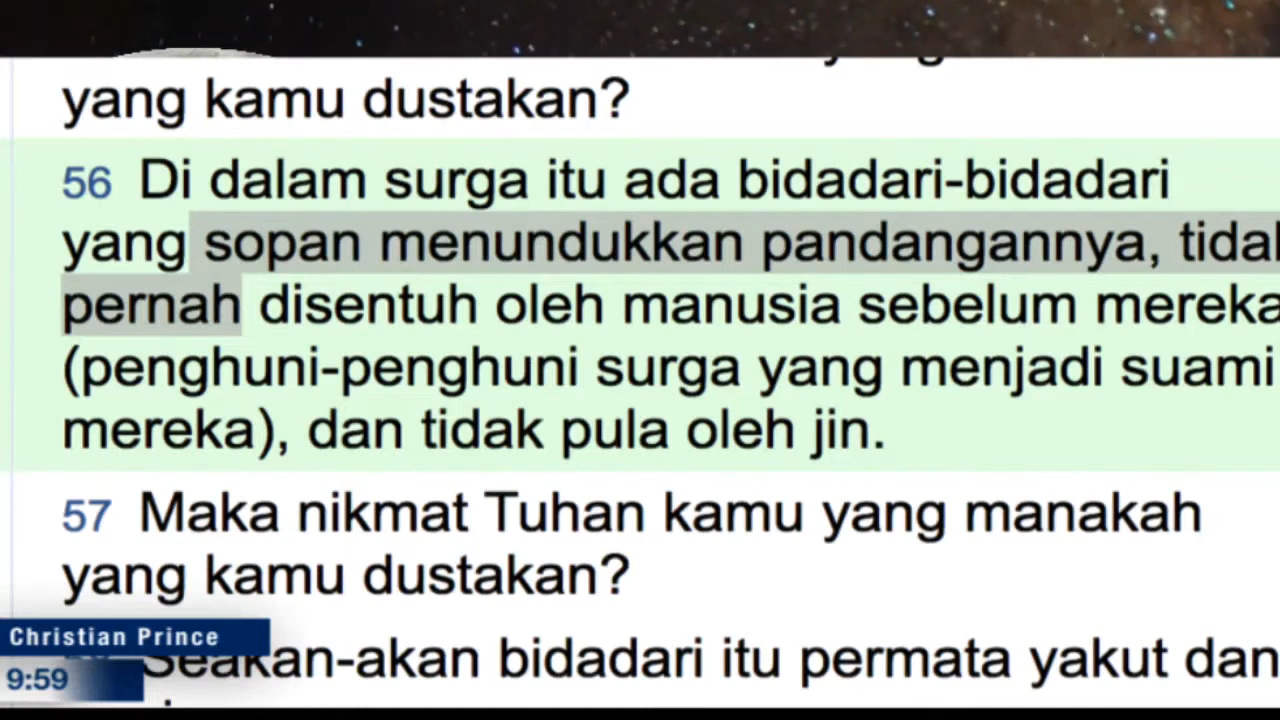 yang kamu dustakan?
56 Di dalam surga itu ada bidadari-bidadari
yang sopan menundukkan pandangannya, tidak
pernah disentuh oleh manusia sebelum mereka
(penghuni-penghuni surga yang menjadi suami
mereka), dan tidak pula oleh jin.
57 Maka nikmat Tuhan kamu yang manakah
yang kamu dustakan?
Christian Prince
Seakan-akan bidadari itu permata yakut dan
9:59